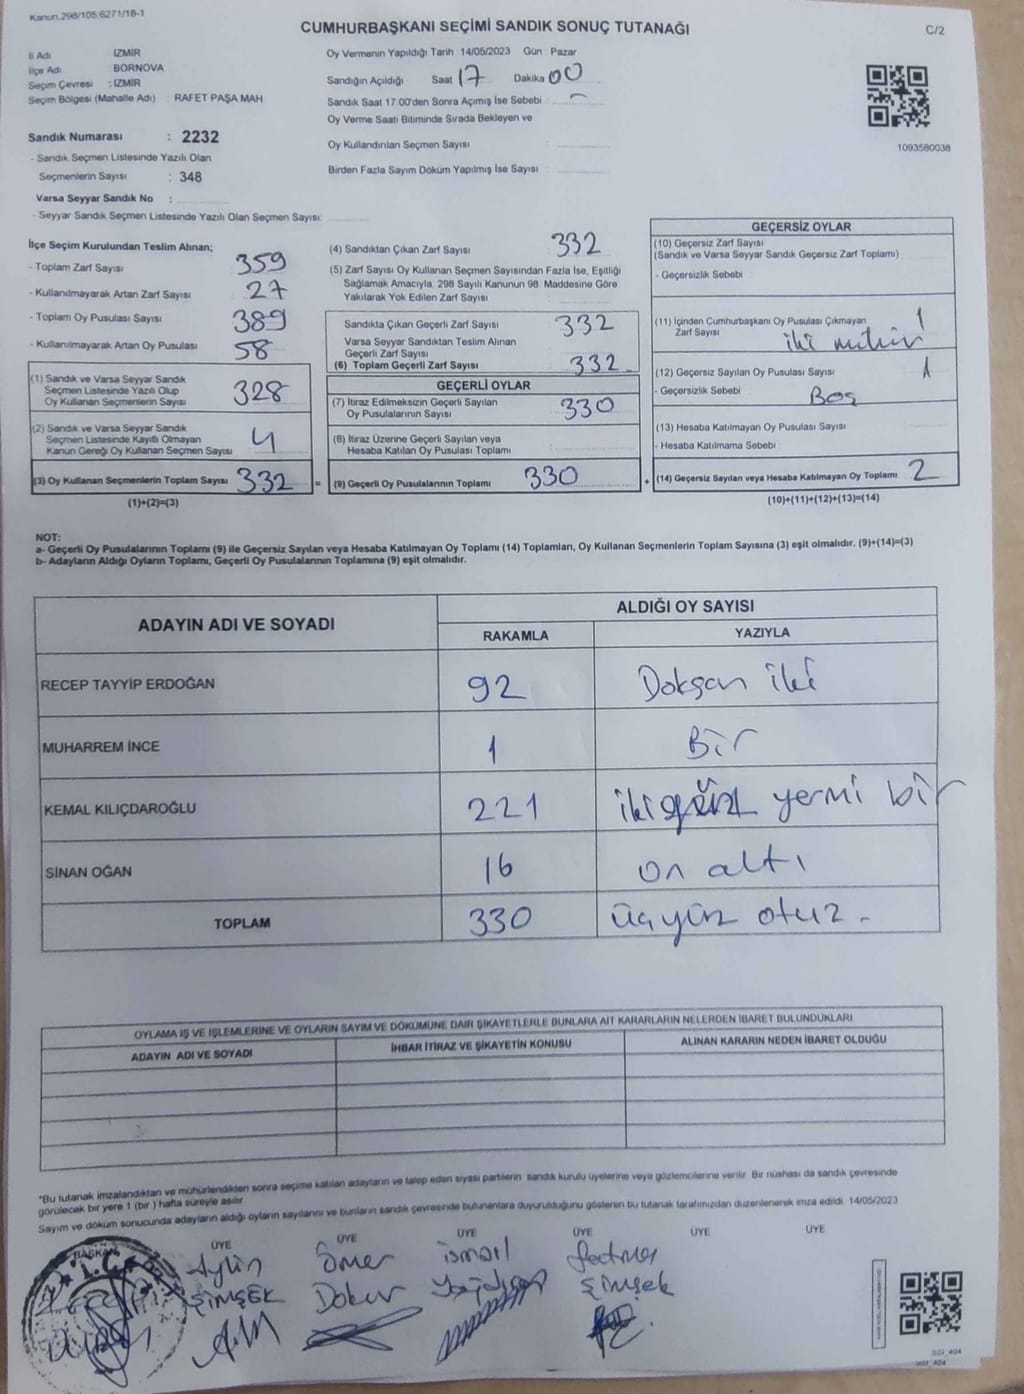 Kanun.298/105.6271/18-1
CUMHURBAŞKANI SEÇİMİ SANDIK SONUÇ TUTANAĞI
C/2
İl Adı İZMİR
İlçe Adı BORNOVA
Seçim Çevresi : İZMİR
Seçim Bölgesi (Mahalle Adı) : RAFET PAŞA MAH
Oy Vermenin Yapıldığı Tarih 14/05/2023 Gün Pazar
Sandığın Açıldığı Saat 17 Dakika 00
Sandık Saat 17 00'den Sonra Açımış İse Sebebi : -
Oy Verme Saati Bitiminde Sırada Bekleyen ve
Oy Kullandırılan Seçmen Sayısı :
Birden Fazla Sayım Döküm Yapılmış İse Sayısı :
1093580038
Sandık Numarası : 2232
- Sandık Seçmen Listesinde Yazılı Olan
Seçmenlerin Sayısı : 348
Varsa Seyyar Sandık No :
- Seyyar Sandık Seçmen Listesinde Yazılı Olan Seçmen Sayısı:
İlçe Seçim Kurulundan Teslim Alınan;
- Toplam Zarf Sayısı 359
- Kullanılmayarak Artan Zarf Sayısı 27
- Toplam Oy Pusulası Sayısı 389
- Kullanılmayarak Artan Oy Pusulası 58
(1) Sandık ve Varsa Seyyar Sandık
Seçmen Listesinde Yazılı Olup
Oy Kullanan Seçmenlerin Sayısı 328
(2) Sandık ve Varsa Seyyar Sandık
Seçmen Listesinde Kayıtlı Olmayan
Kanun Gereği Oy Kullanan Seçmen Sayısı 4
(3) Oy Kullanan Seçmenlerin Toplam Sayısı 332 =
(1)+(2)=(3)
(4) Sandıktan Çıkan Zarf Sayısı 332
(5) Zarf Sayısı Oy Kullanan Seçmen Sayısından Fazla İse, Eşitliği
Sağlamak Amacıyla, 298 Sayılı Kanunun 98. Maddesine Göre
Yakılarak Yok Edilen Zarf Sayısı
Sandıkta Çıkan Geçerli Zarf Sayısı 332
Varsa Seyyar Sandıktan Teslim Alınan
Geçerli Zarf Sayısı
(6) Toplam Geçerli Zarf Sayısı 332
GEÇERLİ OYLAR
(7) İtiraz Edilmeksizin Geçerli Sayılan
Oy Pusulalarının Sayısı 330
(8) İtiraz Üzerine Geçerli Sayılan veya
Hesaba Katılan Oy Pusulası Toplamı
(9) Geçerli Oy Pusulalarının Toplamı 330 +
GEÇERSİZ OYLAR
(10) Geçersiz Zarf Sayısı
(Sandık ve Varsa Seyyar Sandık Geçersiz Zarf Toplamı)
- Geçersizlik Sebebi
(11) İçinden Cumhurbaşkanı Oy Pusulası Çıkmayan 1
Zarf Sayısı iki mühür
(12) Geçersiz Sayılan Oy Pusulası Sayısı 1
- Geçersizlik Sebebi Boş
(13) Hesaba Katılmayan Oy Pusulası Sayısı
- Hesaba Katılmama Sebebi
(14) Geçersiz Sayılan veya Hesaba Katılmayan Oy Toplamı 2
(10)+(11)+(12)+(13)=(14)
NOT:
a- Geçerli Oy Pusulalarının Toplamı (9) ile Geçersiz Sayılan veya Hesaba Katılmayan Oy Toplamı (14) Toplamları, Oy Kullanan Seçmenlerin Toplam Sayısına (3) eşit olmalıdır. (9)+(14)=(3)
b- Adayların Aldığı Oyların Toplamı, Geçerli Oy Pusulalarının Toplamına (9) eşit olmalıdır.
ADAYIN ADI VE SOYADI
ALDIĞI OY SAYISI
RAKAMLA YAZIYLA
RECEP TAYYİP ERDOĞAN 92 Doksan iki
MUHARREM İNCE 1 Bir
KEMAL KILIÇDAROĞLU 221 ikiyüz yermi bir
SİNAN OĞAN 16 on altı
TOPLAM 330 üçyüz otuz.
OYLAMA İŞ VE İŞLEMLERİNE VE OYLARIN SAYIM VE DÖKÜMÜNE DAİR ŞİKAYETLERLE BUNLARA AİT KARARLARIN NELERDEN İBARET BULUNDUKLARI
ADAYIN ADI VE SOYADI İHBAR İTİRAZ VE ŞİKAYETİN KONUSU ALINAN KARARIN NEDEN İBARET OLDUĞU
*Bu tutanak imzalandıktan ve mühürlendikten sonra seçime katılan adayların ve talep eden siyasi partilerin sandık kurulu üyelerine veya gözlemcilerine verilir. Bir nüshası da sandık çevresinde
görülecek bir yere 1 (bir) hafta süreyle asılır.
Sayım ve döküm sonucunda adayların aldığı oyların sayılarını ve bunların sandık çevresinde bulunanlara duyurulduğunu gösteren bu tutanak tarafımızdan düzenlenerek imza edildi. 14/05/2023
BAŞKAN ÜYE ÜYE ÜYE ÜYE ÜYE ÜYE
Aylin Ömer ismail Fatma
ŞİMŞEK Dokur Şimşek
T.C.
SSI_404
SSI_404